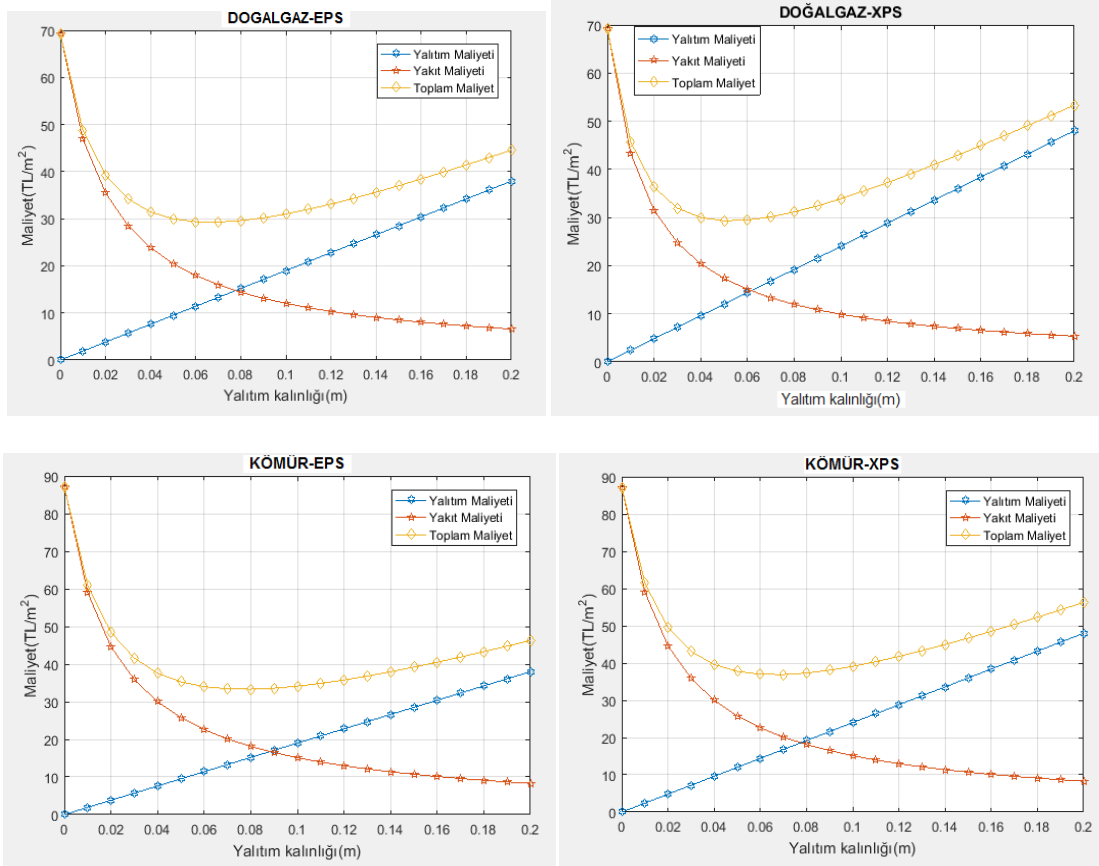 DOGALGAZ-EPS
Maliyet(TL/m²)
70
60
50
40
30
20
10
0
Yalıtım Maliyeti
Yakıt Maliyeti
Toplam Maliyet
0 0.02 0.04 0.06 0.08 0.1 0.12 0.14 0.16 0.18 0.2
Yalıtım kalınlığı(m)
DOĞALGAZ-XPS
Maliyet(TL/m²)
70
60
50
40
30
20
10
0
Yalıtım Maliyeti
Yakıt Maliyeti
Toplam Maliyet
0 0.02 0.04 0.06 0.08 0.1 0.12 0.14 0.16 0.18 0.2
Yalıtım kalınlığı(m)
KÖMÜR-EPS
Maliyet(TL/m²)
90
80
70
60
50
40
30
20
10
0
Yalıtım Maliyeti
Yakıt Maliyeti
Toplam Maliyet
0 0.02 0.04 0.06 0.08 0.1 0.12 0.14 0.16 0.18 0.2
Yalıtım kalınlığı(m)
KÖMÜR-XPS
Maliyet(TL/m²)
90
80
70
60
50
40
30
20
10
0
Yalıtım Maliyeti
Yakıt Maliyeti
Toplam Maliyet
0 0.02 0.04 0.06 0.08 0.1 0.12 0.14 0.16 0.18 0.2
Yalıtım kalınlığı(m)